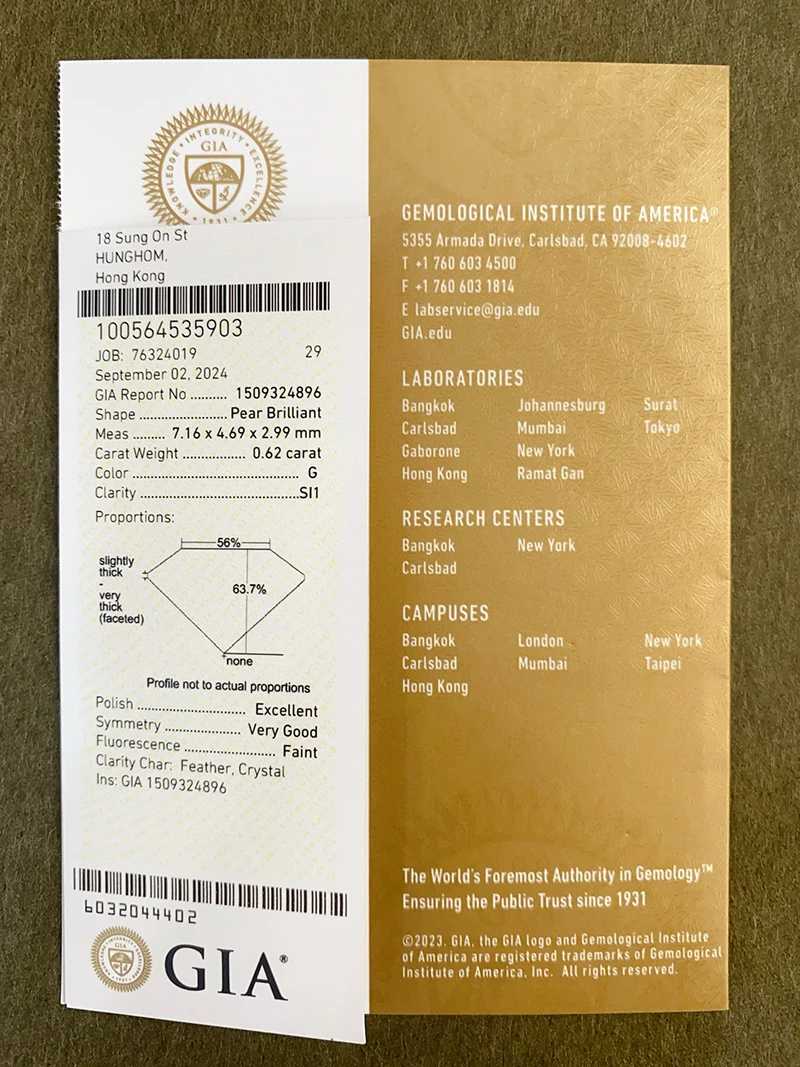 KNOWLEDGE • INTEGRITY • EXCELLENCE
GIA
• 1931 •
18 Sung On St
HUNGHOM,
Hong Kong
100564535903
JOB: 76324019 29
September 02, 2024
GIA Report No .......... 1509324896
Shape ....................... Pear Brilliant
Meas ......... 7.16 x 4.69 x 2.99 mm
Carat Weight ................. 0.62 carat
Color .................................................. G
Clarity .............................................SI1
Proportions:
56%
slightly
thick
-
very
thick
(faceted)
63.7%
none
Profile not to actual proportions
Polish ............................. Excellent
Symmetry .................... Very Good
Fluorescence ........................ Faint
Clarity Char: Feather, Crystal
Ins: GIA 1509324896
6032044402
GIA
GIA®
GEMOLOGICAL INSTITUTE OF AMERICA®
5355 Armada Drive, Carlsbad, CA 92008-4602
T +1 760 603 4500
F +1 760 603 1814
E labservice@gia.edu
GIA.edu
LABORATORIES
Bangkok Johannesburg Surat
Carlsbad Mumbai Tokyo
Gaborone New York
Hong Kong Ramat Gan
RESEARCH CENTERS
Bangkok New York
Carlsbad
CAMPUSES
Bangkok London New York
Carlsbad Mumbai Taipei
Hong Kong
The World's Foremost Authority in Gemology™
Ensuring the Public Trust since 1931
©2023. GIA, the GIA logo and Gemological Institute
of America are registered trademarks of Gemological
Institute of America, Inc. All rights reserved.